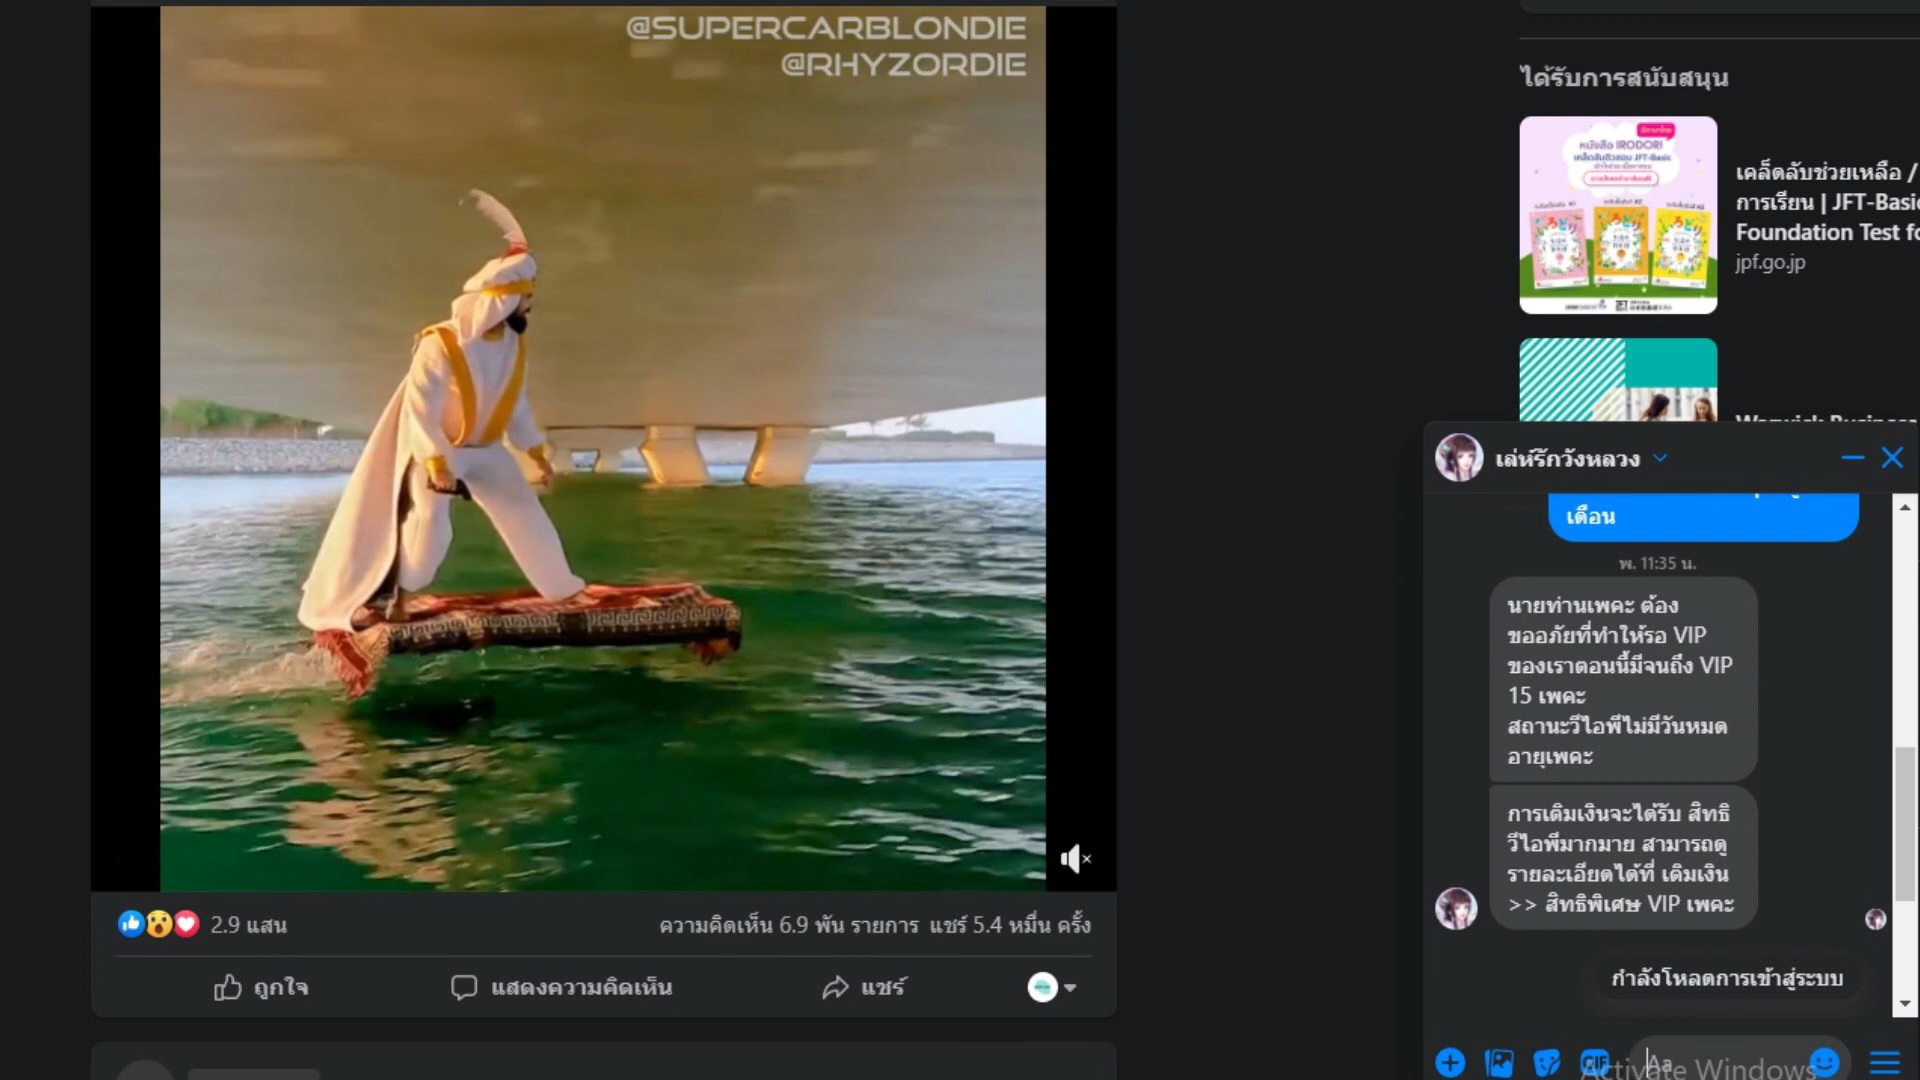 @SUPERCARBLONDIE
@RHYZORDIE
2.9 แสน
ความคิดเห็น 6.9 พัน รายการ แชร์ 5.4 หมื่น ครั้ง
ถูกใจ
แสดงความคิดเห็น
แชร์
ได้รับการสนับสนุน
หนังสือ IRODORI
เคล็ดลับช่วยเหลือ /
การเรียน | JFT-Basic
Foundation Test fo
jpf.go.jp
เล่ห์รักวังหลวง
เดือน
พ. 11:35 น.
นายท่านเพคะ ต้อง
ขออภัยที่ทำให้รอ VIP
ของเราตอนนี้มีจนถึง VIP
15 เพคะ
สถานะวีไอพีไม่มีวันหมด
อายุเพคะ
การเติมเงินจะได้รับ สิทธิ
วีไอพีมากมาย สามารถดู
รายละเอียดได้ที่ เติมเงิน
>> สิทธิพิเศษ VIP เพคะ
กำลังโหลดการเข้าสู่ระบบ
GIF
Aa
Activate Windows